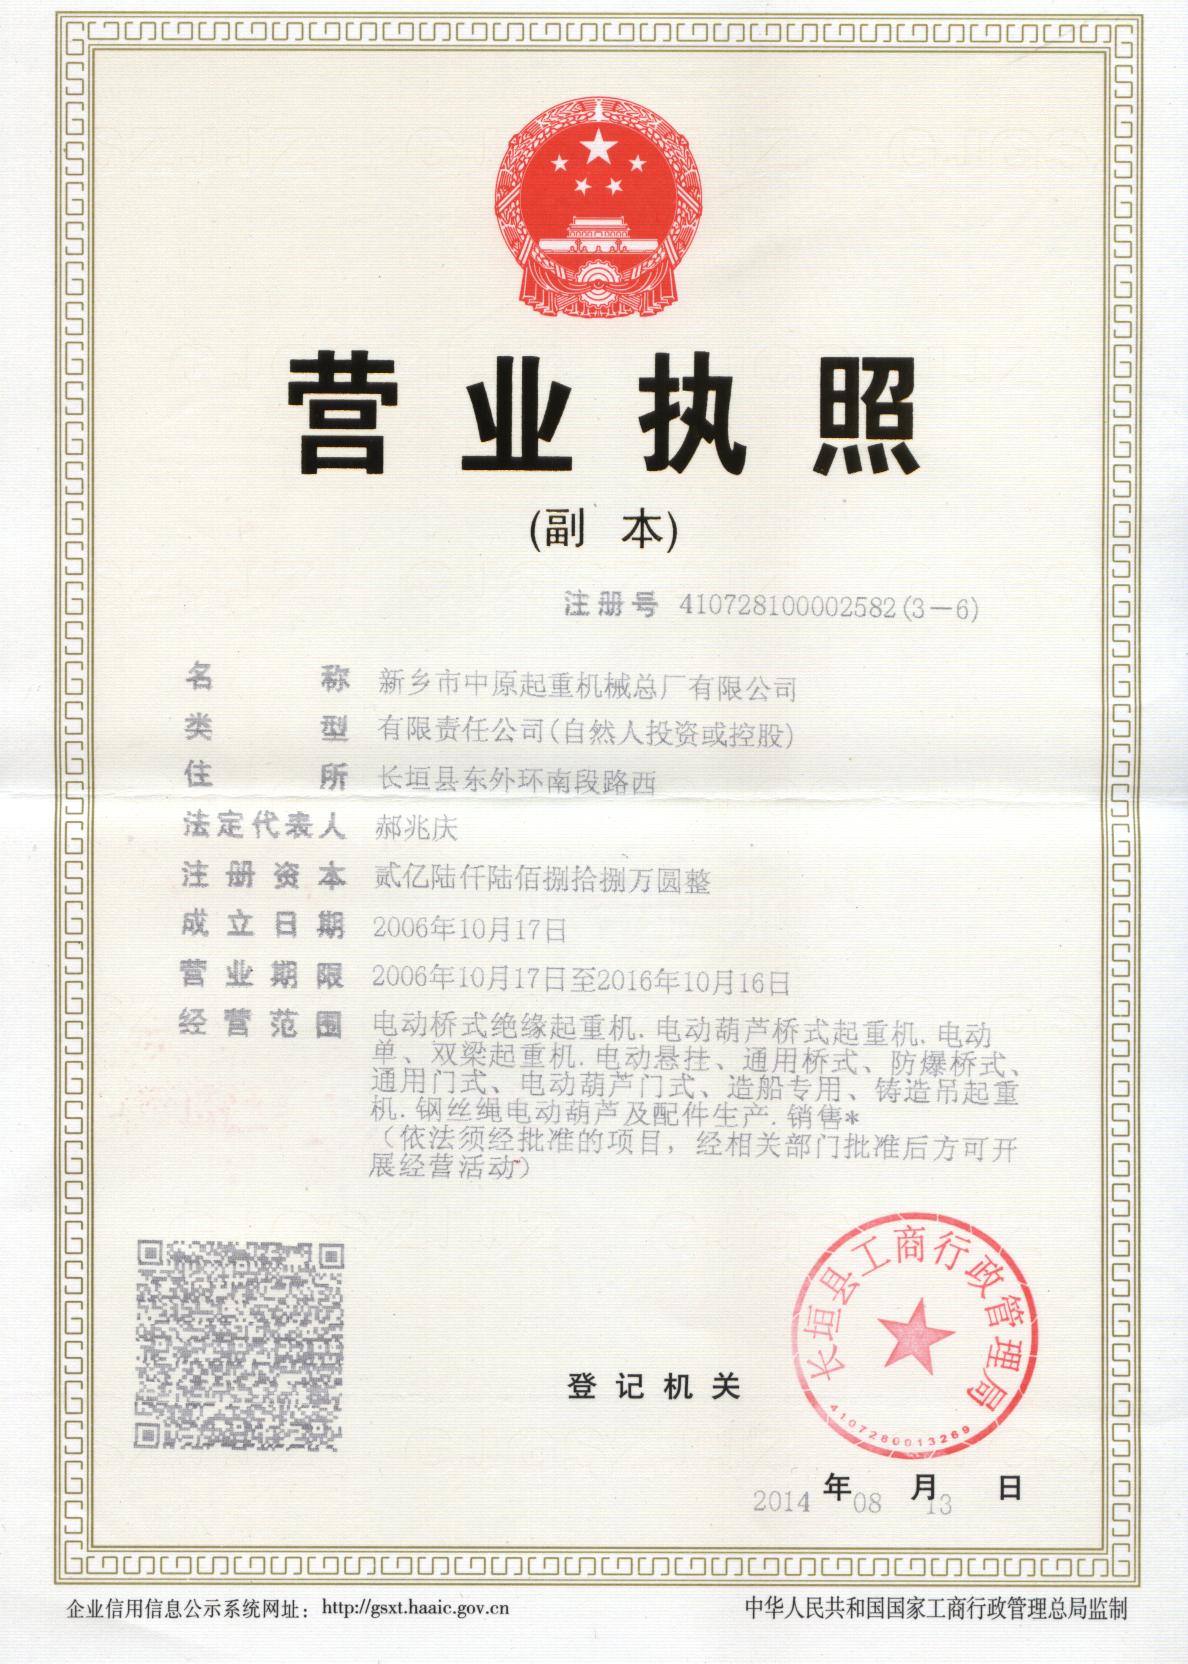 营业执照
(副 本)
注册号 410728100002582(3－6)
名 称 新乡市中原起重机械总厂有限公司
类 型 有限责任公司(自然人投资或控股)
住 所 长垣县东外环南段路西
法定代表人 郝兆庆
注册资本 贰亿陆仟陆佰捌拾捌万圆整
成立日期 2006年10月17日
营业期限 2006年10月17日至2016年10月16日
经营范围 电动桥式绝缘起重机.电动葫芦桥式起重机.电动
单、双梁起重机.电动悬挂、通用桥式、防爆桥式、
通用门式、电动葫芦门式、造船专用、铸造吊起重
机.钢丝绳电动葫芦及配件生产.销售*
(依法须经批准的项目，经相关部门批准后方可开
展经营活动)
长垣县工商行政管理局
4107280013269
登记机关
2014 年 08 月 13 日
企业信用信息公示系统网址：http://gsxt.haaic.gov.cn
中华人民共和国国家工商行政管理总局监制